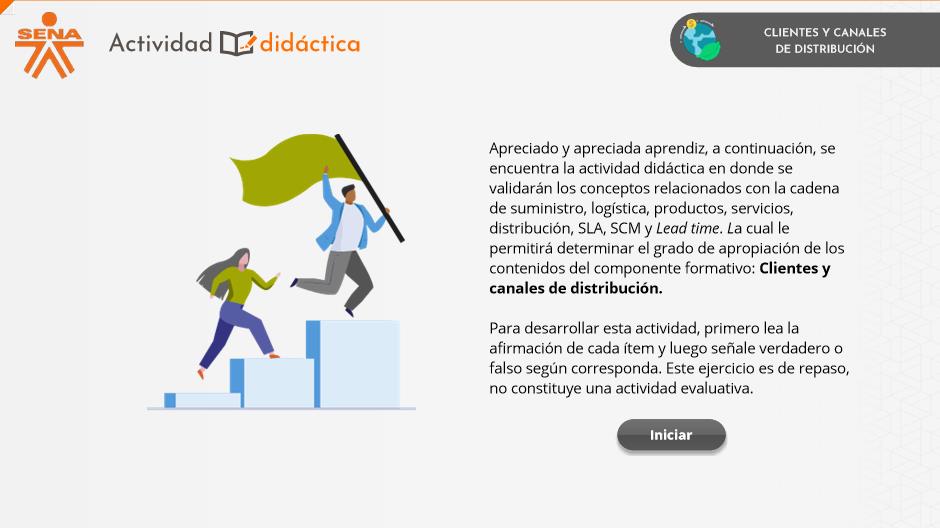 SENA
Actividad didáctica
CLIENTES Y CANALES
DE DISTRIBUCIÓN
Apreciado y apreciada aprendiz, a continuación, se
encuentra la actividad didáctica en donde se
validarán los conceptos relacionados con la cadena
de suministro, logística, productos, servicios,
distribución, SLA, SCM y Lead time. La cual le
permitirá determinar el grado de apropiación de los
contenidos del componente formativo: Clientes y
canales de distribución.
Para desarrollar esta actividad, primero lea la
afirmación de cada ítem y luego señale verdadero o
falso según corresponda. Este ejercicio es de repaso,
no constituye una actividad evaluativa.
Iniciar